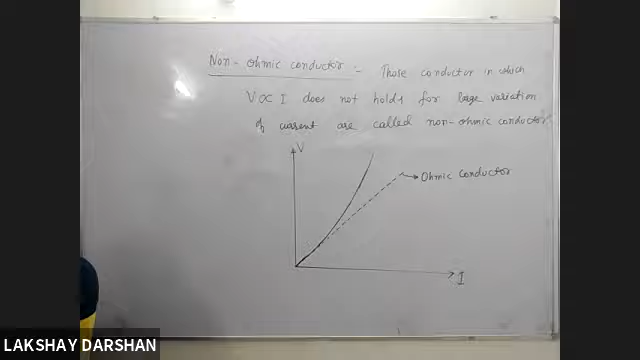 Non-Ohmic conductor :- Those conductor in which
V ∝ I does not holds for large variation
of current are called non-ohmic conductor
V
Ohmic conductor
I
LAKSHAY DARSHAN